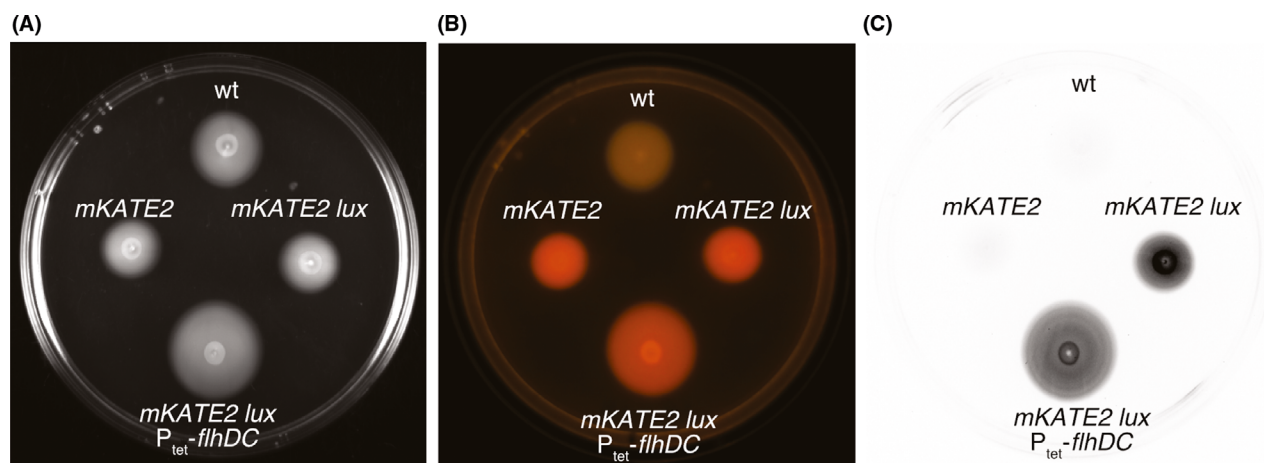 (A)
wt
mKATE2
mKATE2 lux
mKATE2 lux
Ptet-flhDC
(B)
wt
mKATE2
mKATE2 lux
mKATE2 lux
Ptet-flhDC
(C)
wt
mKATE2
mKATE2 lux
mKATE2 lux
Ptet-flhDC